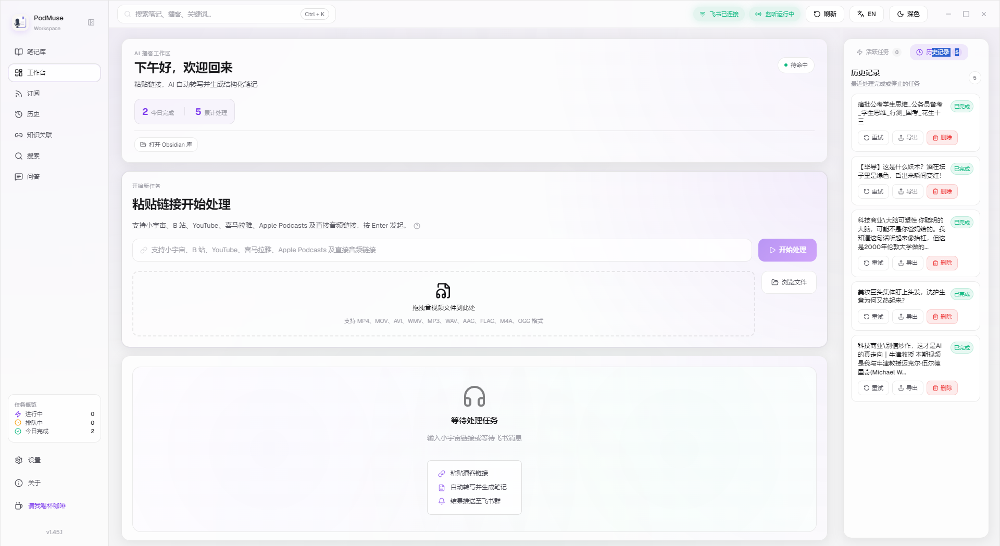 PodMuse
Workspace
笔记库
工作台
订阅
历史
知识关联
搜索
问答
任务概览
进行中 0
排队中 0
今日完成 2
设置
关于
请我喝杯咖啡
v1.45.1
搜索笔记、播客、关键词... Ctrl + K
飞书已连接
监听运行中
刷新
EN
深色
AI 播客工作区
下午好，欢迎回来
粘贴链接，AI 自动转写并生成结构化笔记
待命中
2 今日完成 5 累计处理
打开 Obsidian 库
开始新任务
粘贴链接开始处理
支持小宇宙、B 站、YouTube、喜马拉雅、Apple Podcasts 及直接音频链接，按 Enter 发起。
支持小宇宙、B 站、YouTube、喜马拉雅、Apple Podcasts 及直接音频链接
开始处理
拖拽音视频文件到此处
支持 MP4、MOV、AVI、WMV、MP3、WAV、AAC、FLAC、M4A、OGG 格式
浏览文件
等待处理任务
输入小宇宙链接或等待飞书消息
粘贴播客链接
自动转写并生成笔记
结果推送至飞书群
活跃任务 0 历史记录 5
历史记录
最近处理完成或停止的任务
5
痛批公考学生思维_公务员备考
_学生思维_行测_国考_花生十
三
已完成
重试 导出 删除
【毕导】这是什么妖术？酒在坛
子里是绿色，舀出来瞬间变红！
已完成
重试 导出 删除
科技商业\大脑可塑性 你聪明的
大脑，可能不是你爸妈给的。我
知道这句话听起来像抬杠，但这
是2000年伦敦大学做的...
已完成
重试 导出 删除
美妆巨头集体盯上头发，洗护生
意为何又热起来？
已完成
重试 导出 删除
科技商业\别信炒作，这才是AI
的真走向｜牛津教授 本期视频
是我与牛津教授迈克尔·伍尔德
里奇(Michael W...
已完成
重试 导出 删除